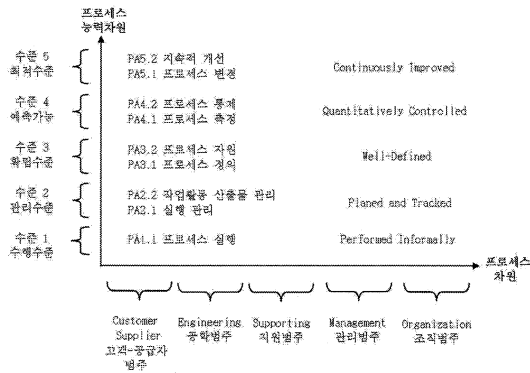 프로세스
능력차원
수준 5
최적수준
PA5.2 지속적 개선
PA5.1 프로세스 변경
Continuously Improved
수준 4
예측가능
PA4.2 프로세스 통제
PA4.1 프로세스 측정
Quantitatively Controlled
수준 3
확립수준
PA3.2 프로세스 자원
PA3.1 프로세스 정의
Well-Defined
수준 2
관리수준
PA2.2 작업활동 산출물 관리
PA2.1 실행 관리
Planed and Tracked
수준 1
수행수준
PA1.1 프로세스 실행
Performed Informally
프로세스
차원
Customer
Supplier
고객-공급자
범주
Engineering
공학범주
Supporting
지원범주
Management
관리범주
Organization
조직범주